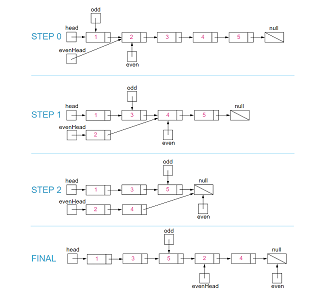 odd
STEP 0
head
1
2
3
4
5
null
evenHead
even
odd
STEP 1
head
1
3
4
5
null
evenHead
2
even
odd
STEP 2
head
1
3
5
null
evenHead
2
4
even
odd
FINAL
head
1
3
5
2
4
null
evenHead
even